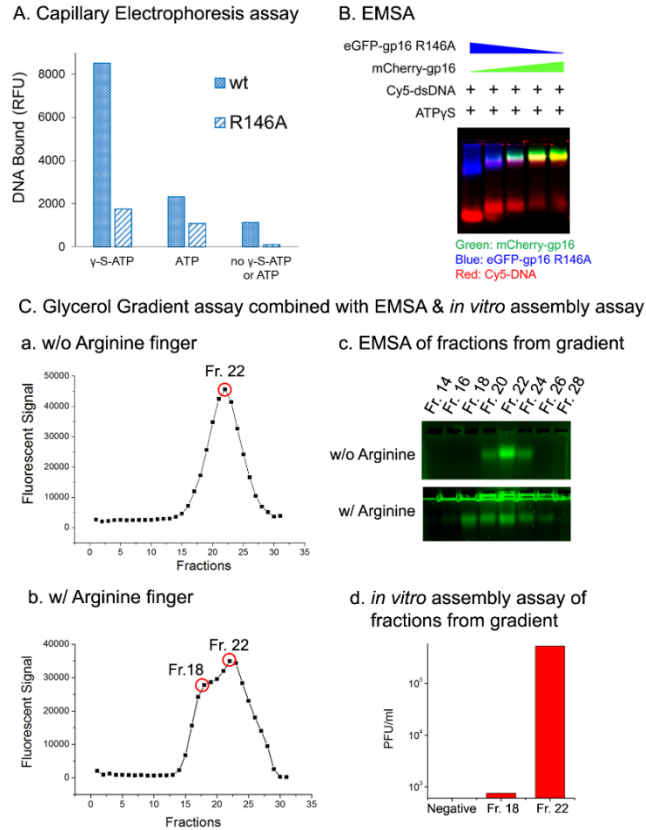 A. Capillary Electrophoresis assay
DNA Bound (RFU)
8000
6000
4000
2000
0
wt
R146A
γ-S-ATP
ATP
no γ-S-ATP
or ATP
B. EMSA
eGFP-gp16 R146A
mCherry-gp16
Cy5-dsDNA + + + + +
ATPγS + + + + +
Green: mCherry-gp16
Blue: eGFP-gp16 R146A
Red: Cy5-DNA
C. Glycerol Gradient assay combined with EMSA & in vitro assembly assay
a. w/o Arginine finger
Fr. 22
Fluorescent Signal
50000
40000
30000
20000
10000
0
0 5 10 15 20 25 30 35
Fractions
c. EMSA of fractions from gradient
Fr. 14 Fr. 16 Fr. 18 Fr. 20 Fr. 22 Fr. 24 Fr. 26 Fr. 28
w/o Arginine
w/ Arginine
b. w/ Arginine finger
Fr.18
Fr. 22
Fluorescent Signal
40000
30000
20000
10000
0
0 5 10 15 20 25 30 35
Fractions
d. in vitro assembly assay of
fractions from gradient
PFU/ml
10⁵
10⁴
10³
Negative Fr. 18 Fr. 22